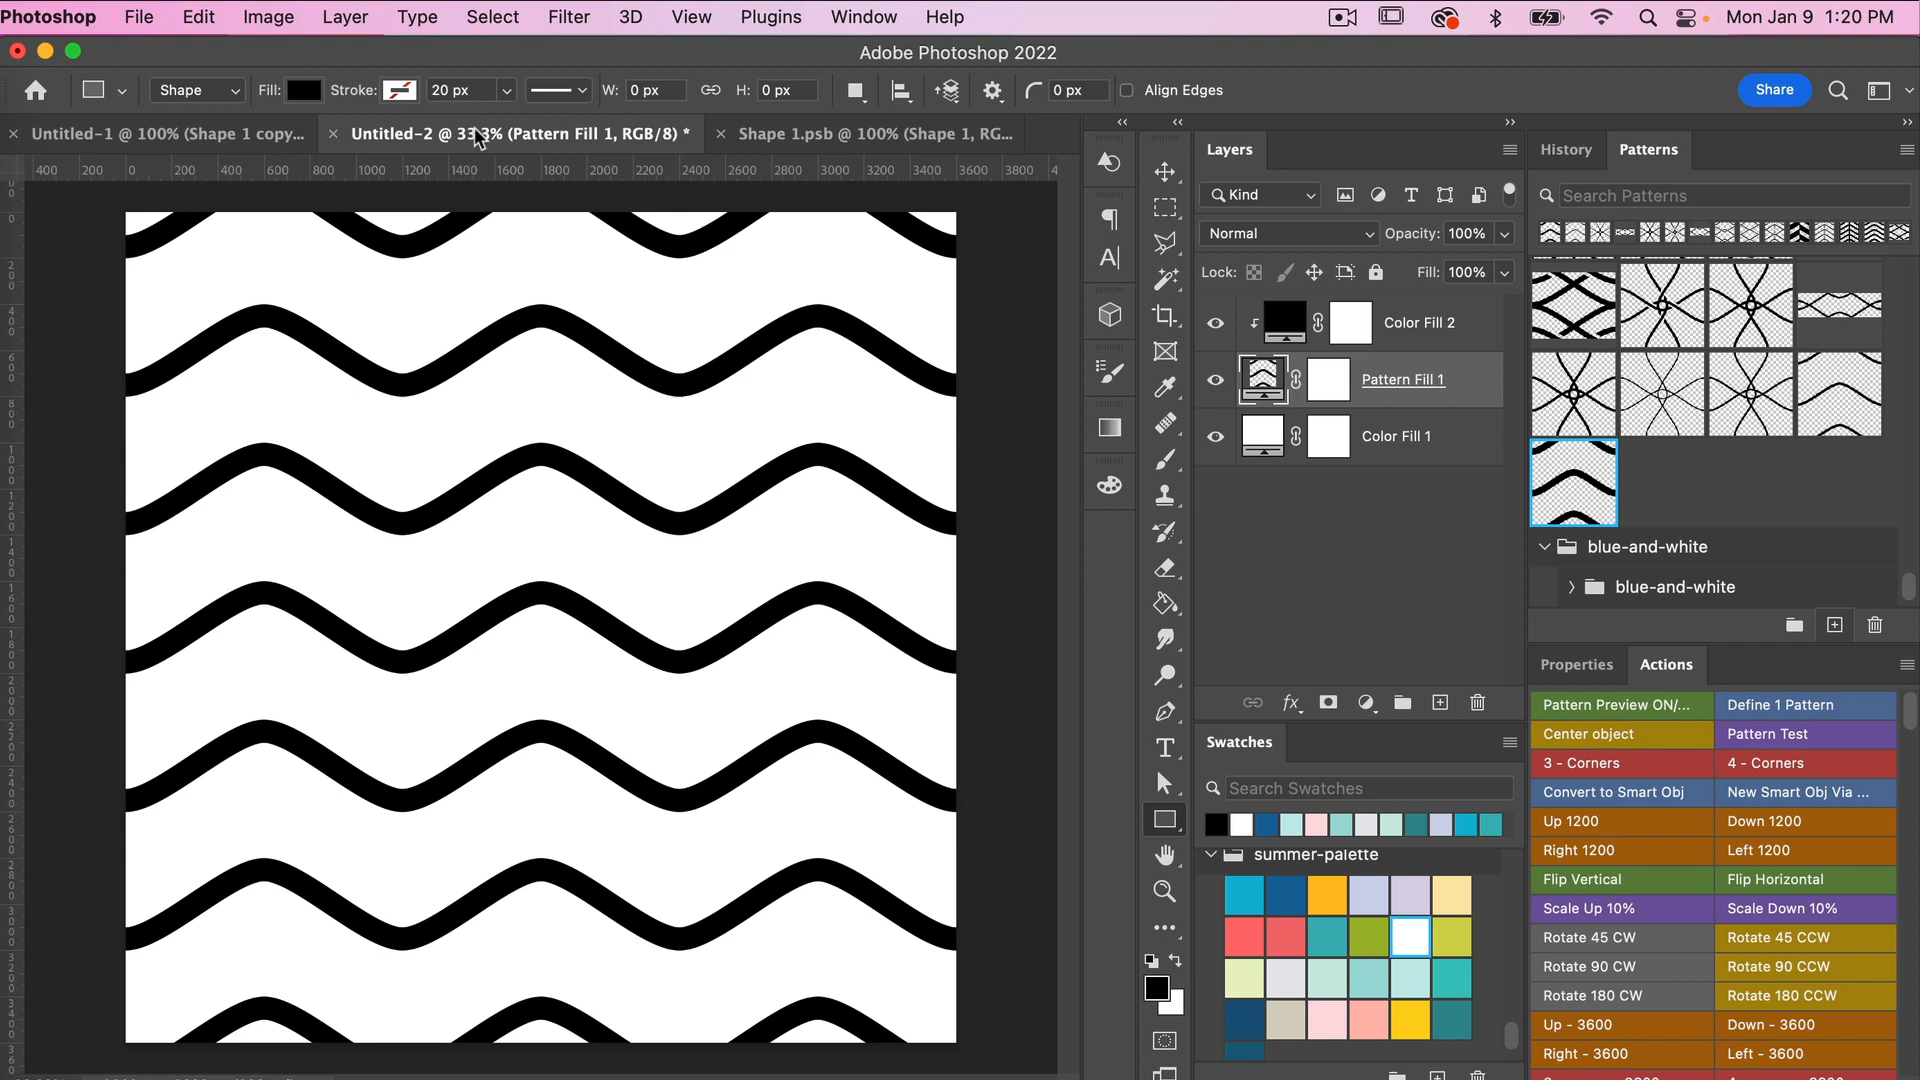 Photoshop File Edit Image Layer Type Select Filter 3D View Plugins Window Help Mon Jan 9 1:20 PM
Adobe Photoshop 2022
Shape Fill: Stroke: 20 px W: 0 px H: 0 px 0 px Align Edges Share
Untitled-1 @ 100% (Shape 1 copy... Untitled-2 @ 33.3% (Pattern Fill 1, RGB/8) * Shape 1.psb @ 100% (Shape 1, RG...
400 200 0 200 400 600 800 1000 1200 1400 1600 1800 2000 2200 2400 2600 2800 3000 3200 3400 3600 3800 4
Layers
Kind
Normal Opacity: 100%
Lock: Fill: 100%
Color Fill 2
Pattern Fill 1
Color Fill 1
Swatches
Search Swatches
summer-palette
History Patterns
Search Patterns
blue-and-white
blue-and-white
Properties Actions
Pattern Preview ON/... Define 1 Pattern
Center object Pattern Test
3 - Corners 4 - Corners
Convert to Smart Obj New Smart Obj Via ...
Up 1200 Down 1200
Right 1200 Left 1200
Flip Vertical Flip Horizontal
Scale Up 10% Scale Down 10%
Rotate 45 CW Rotate 45 CCW
Rotate 90 CW Rotate 90 CCW
Rotate 180 CW Rotate 180 CCW
Up - 3600 Down - 3600
Right - 3600 Left - 3600